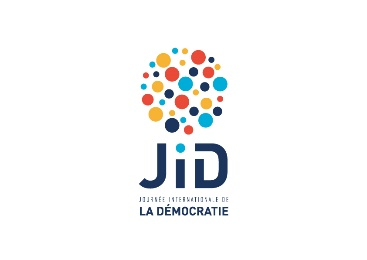 JiD
JOURNÉE INTERNATIONALE DE
LA DÉMOCRATIE